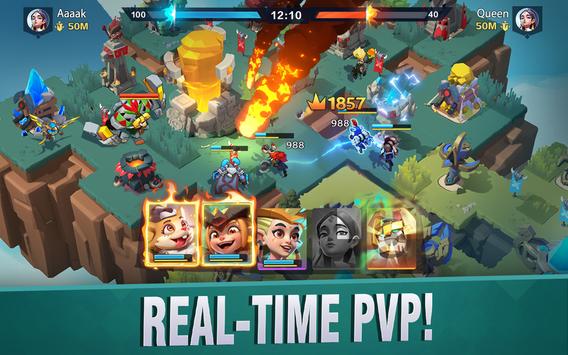 Aaaak
50M
100
12:10
40
Queen
50M
1857
988
988
REAL-TIME PVP!